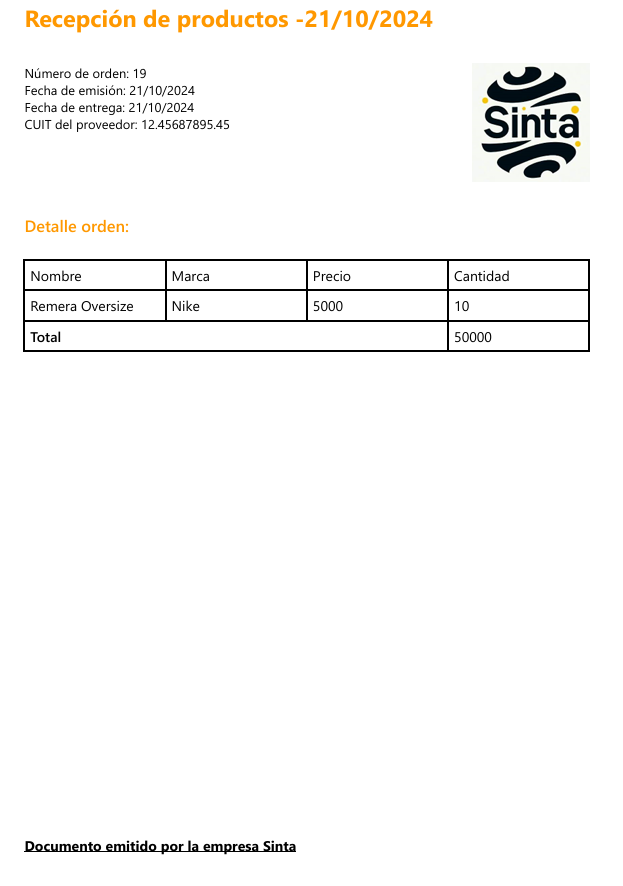 Recepción de productos -21/10/2024
Número de orden: 19
Fecha de emisión: 21/10/2024
Fecha de entrega: 21/10/2024
CUIT del proveedor: 12.45687895.45
Sinta
Detalle orden:
Nombre Marca Precio Cantidad
Remera Oversize Nike 5000 10
Total 50000
Documento emitido por la empresa Sinta